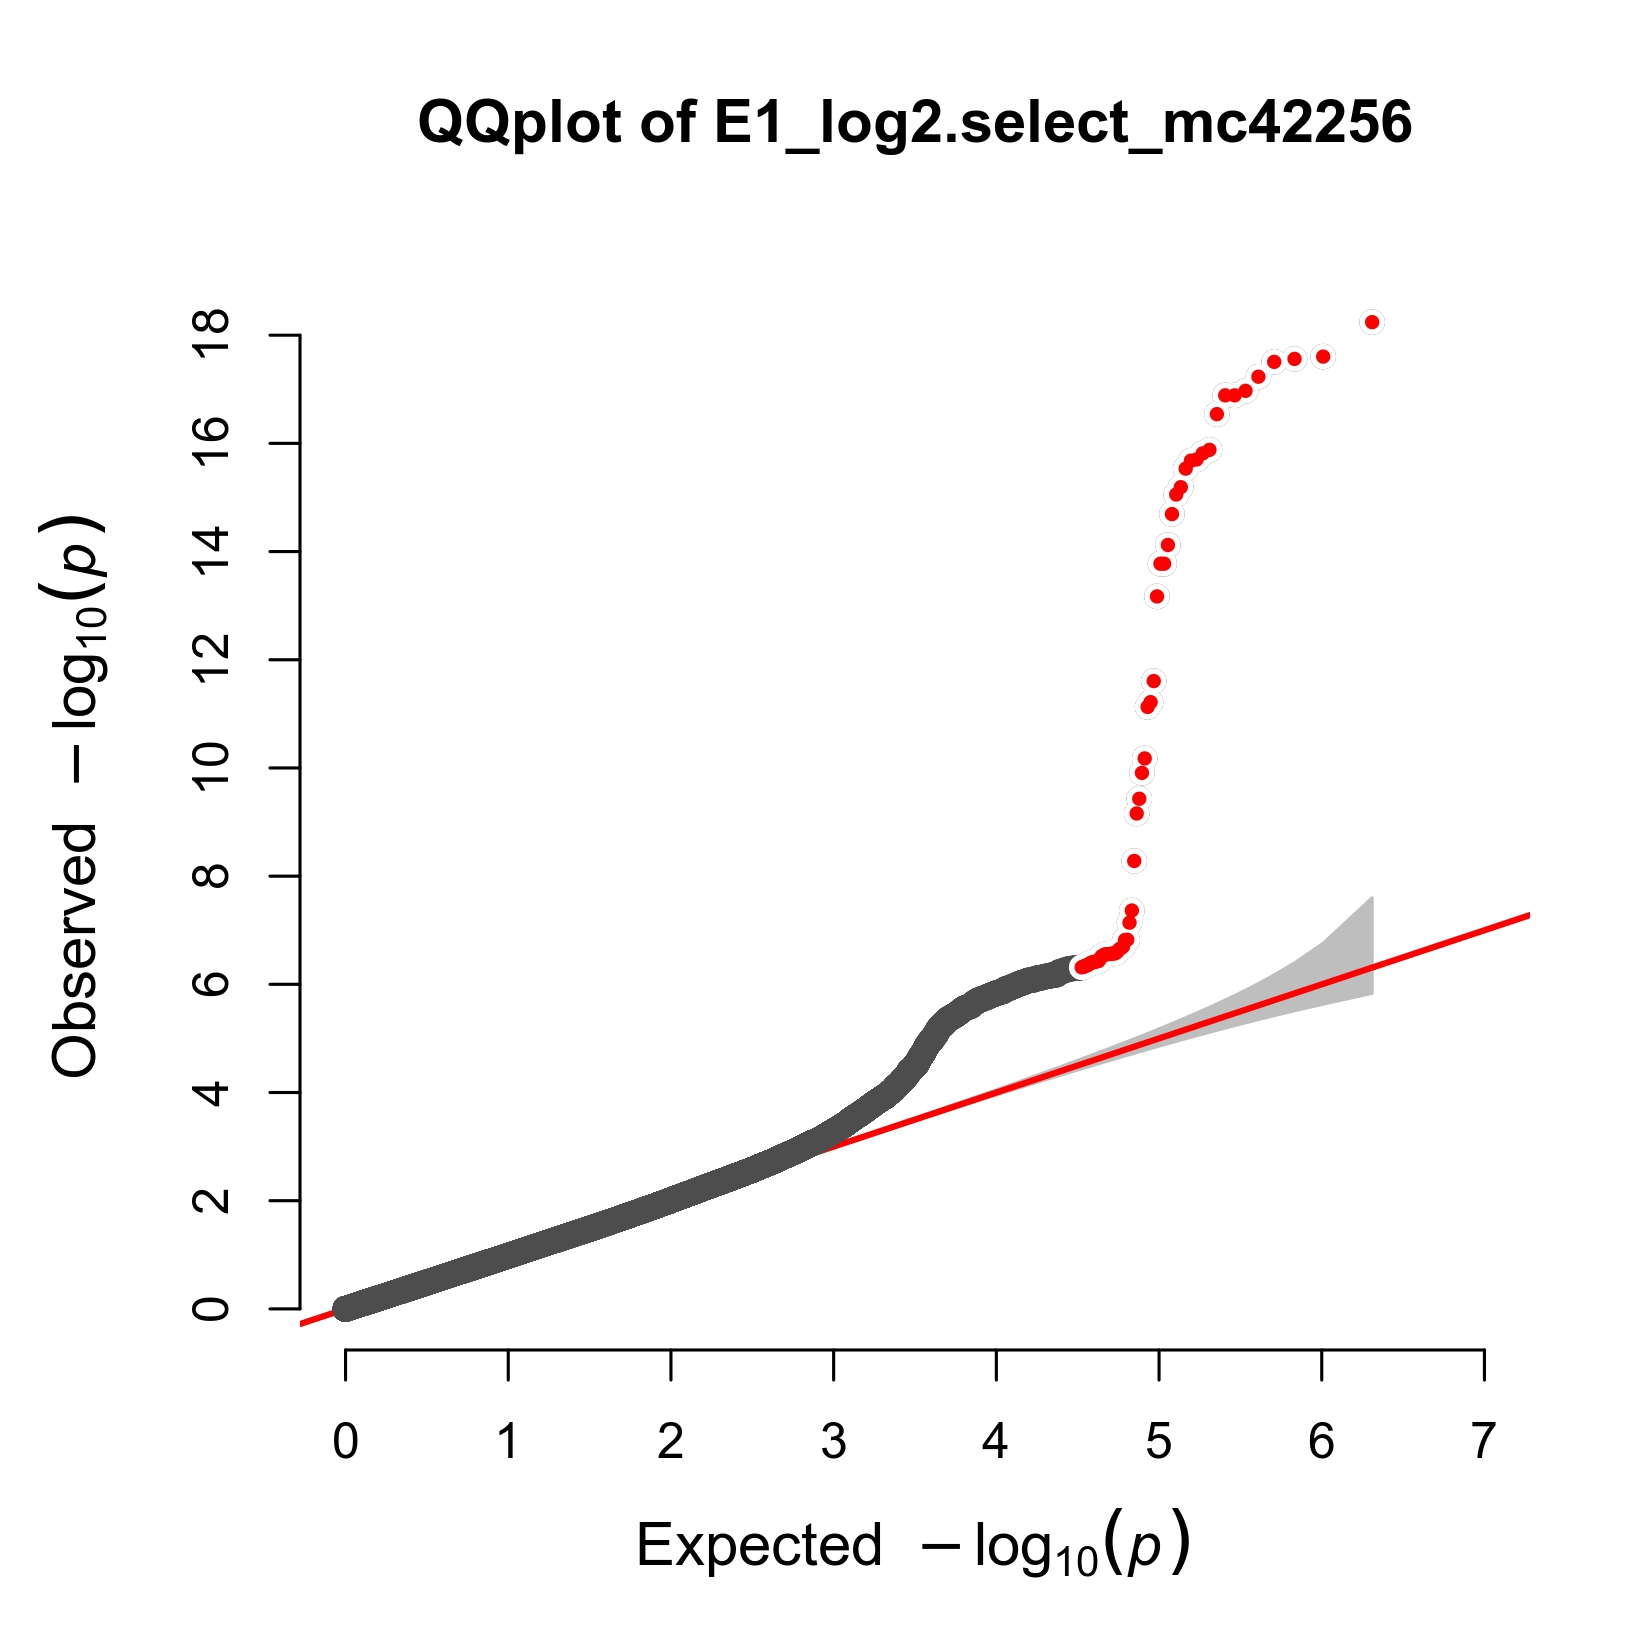 QQplot of E1_log2.select_mc42256
Observed −log10(p)
18
16
14
12
10
8
6
4
2
0
0 1 2 3 4 5 6 7
Expected −log10(p)